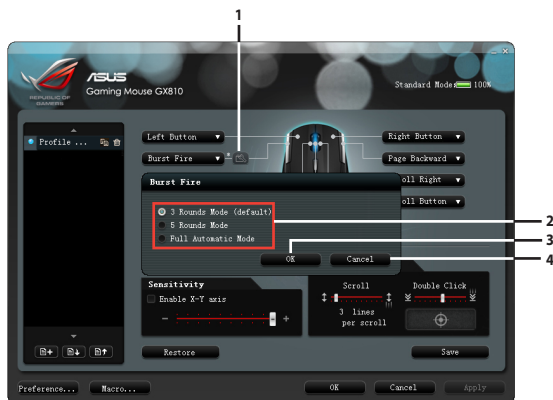 1
ASUS
Gaming Mouse GX810
REPUBLIC OF
GAMERS
Standard Mode: 100%
Profile ...
Left Button
Right Button
Burst Fire
Page Backward
oll Right
oll Button
Burst Fire
3 Rounds Mode (default)
5 Rounds Mode
Full Automatic Mode
OK
Cancel
2
3
4
Sensitivity
Enable X-Y axis
- +
Scroll
3 lines
per scroll
Double Click
Restore
Save
Preference...
Macro...
OK
Cancel
Apply